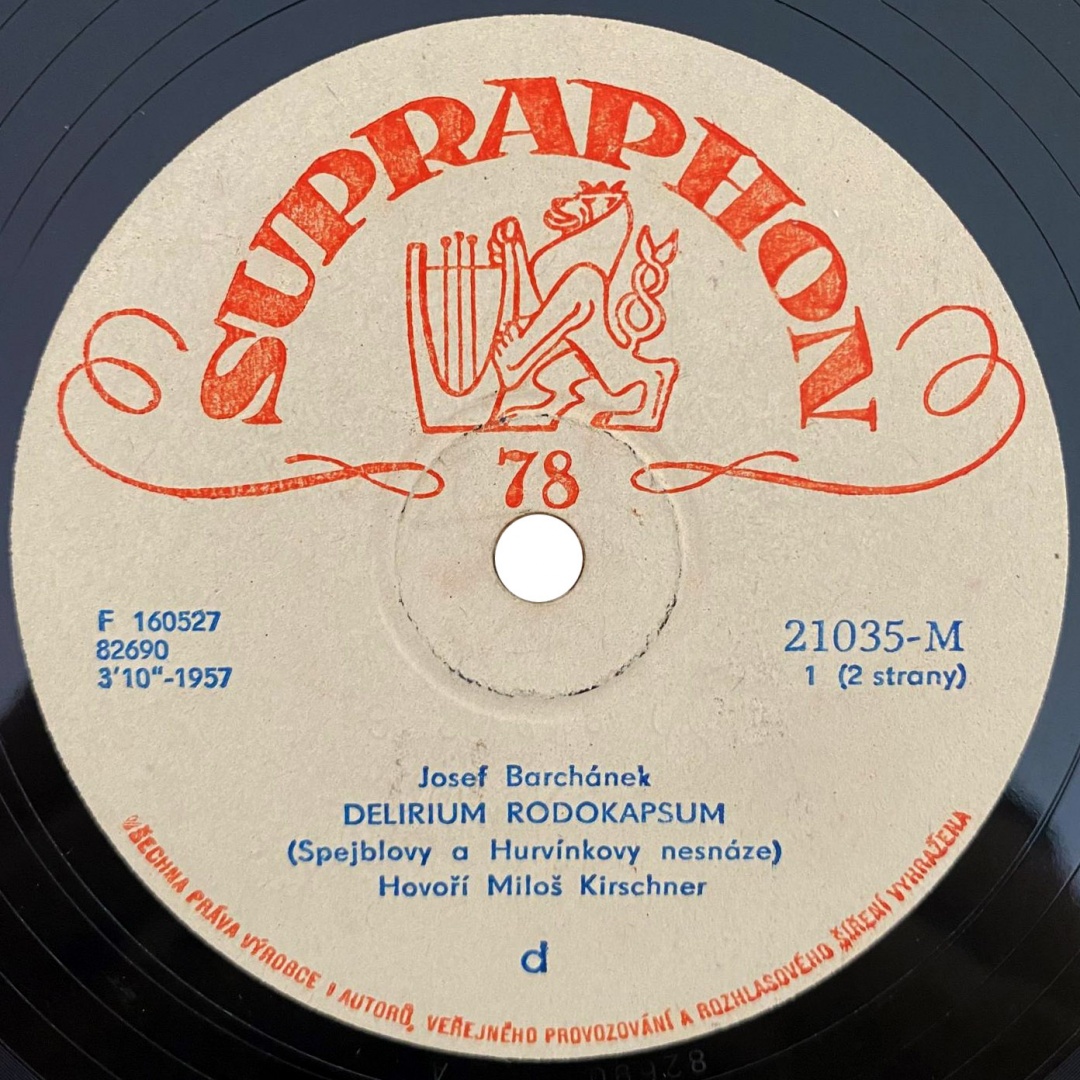 SUPRAPHON
78
F 160527
82690
3'10"-1957
21035-M
1 (2 strany)
Josef Barchánek
DELIRIUM RODOKAPSUM
(Spejblovy a Hurvínkovy nesnáze)
Hovoří Miloš Kirschner
d
VŠECHNA PRÁVA VÝROBCE I AUTORŮ, VEŘEJNÉHO PROVOZOVÁNÍ A ROZHLASOVÉHO ŠÍŘENÍ VYHRAŽENA